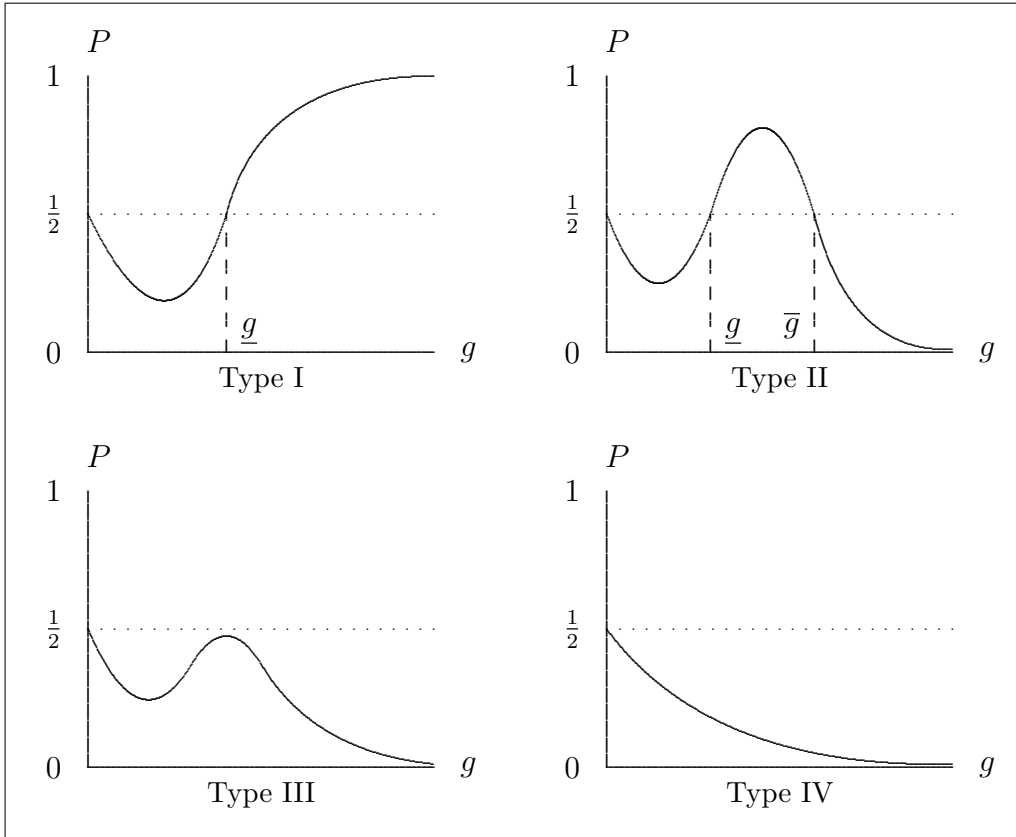 P P
1 1
1/2 1/2
g g g̅
0 g 0 g
Type I Type II
P P
1 1
1/2 1/2
0 g 0 g
Type III Type IV